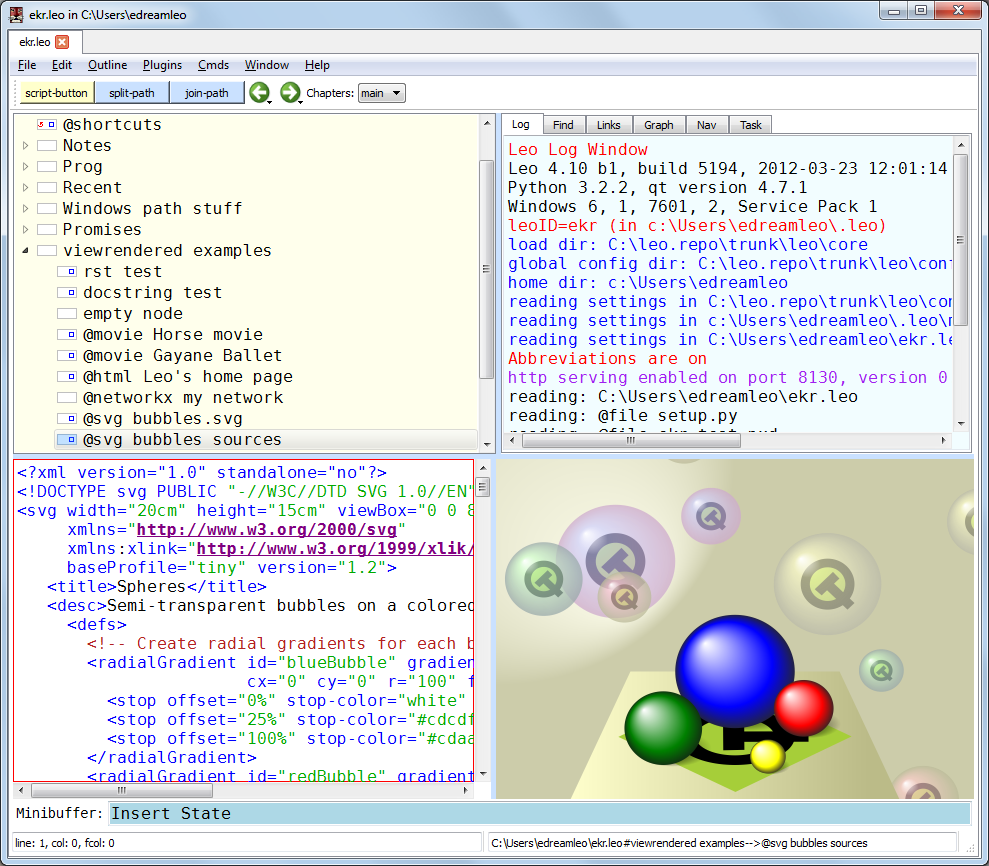 ekr.leo in C:\Users\edreamleo
ekr.leo
File Edit Outline Plugins Cmds Window Help
script-button split-path join-path Chapters: main
@shortcuts
Notes
Prog
Recent
Windows path stuff
Promises
viewrendered examples
rst test
docstring test
empty node
@movie Horse movie
@movie Gayane Ballet
@html Leo's home page
@networkx my network
@svg bubbles.svg
@svg bubbles sources
Log Find Links Graph Nav Task
Leo Log Window
Leo 4.10 b1, build 5194, 2012-03-23 12:01:14
Python 3.2.2, qt version 4.7.1
Windows 6, 1, 7601, 2, Service Pack 1
leoID=ekr (in c:\Users\edreamleo\.leo)
load dir: C:\leo.repo\trunk\leo\core
global config dir: C:\leo.repo\trunk\leo\con
home dir: c:\Users\edreamleo
reading settings in C:\leo.repo\trunk\leo\con
reading settings in c:\Users\edreamleo\.leo\
reading settings in C:\Users\edreamleo\ekr.le
Abbreviations are on
http serving enabled on port 8130, version 0
reading: C:\Users\edreamleo\ekr.leo
reading: @file setup.py
<?xml version="1.0" standalone="no"?>
<!DOCTYPE svg PUBLIC "-//W3C//DTD SVG 1.0//EN"
<svg width="20cm" height="15cm" viewBox="0 0 8
xmlns="http://www.w3.org/2000/svg"
xmlns:xlink="http://www.w3.org/1999/xlik/
baseProfile="tiny" version="1.2">
<title>Spheres</title>
<desc>Semi-transparent bubbles on a colored
<defs>
<!-- Create radial gradients for each b
<radialGradient id="blueBubble" gradien
cx="0" cy="0" r="100" f
<stop offset="0%" stop-color="white"
<stop offset="25%" stop-color="#cdcdf
<stop offset="100%" stop-color="#cdaa
</radialGradient>
<radialGradient id="redBubble" gradient
Minibuffer: Insert State
line: 1, col: 0, fcol: 0
C:\Users\edreamleo\ekr.leo#viewrendered examples-->@svg bubbles sources